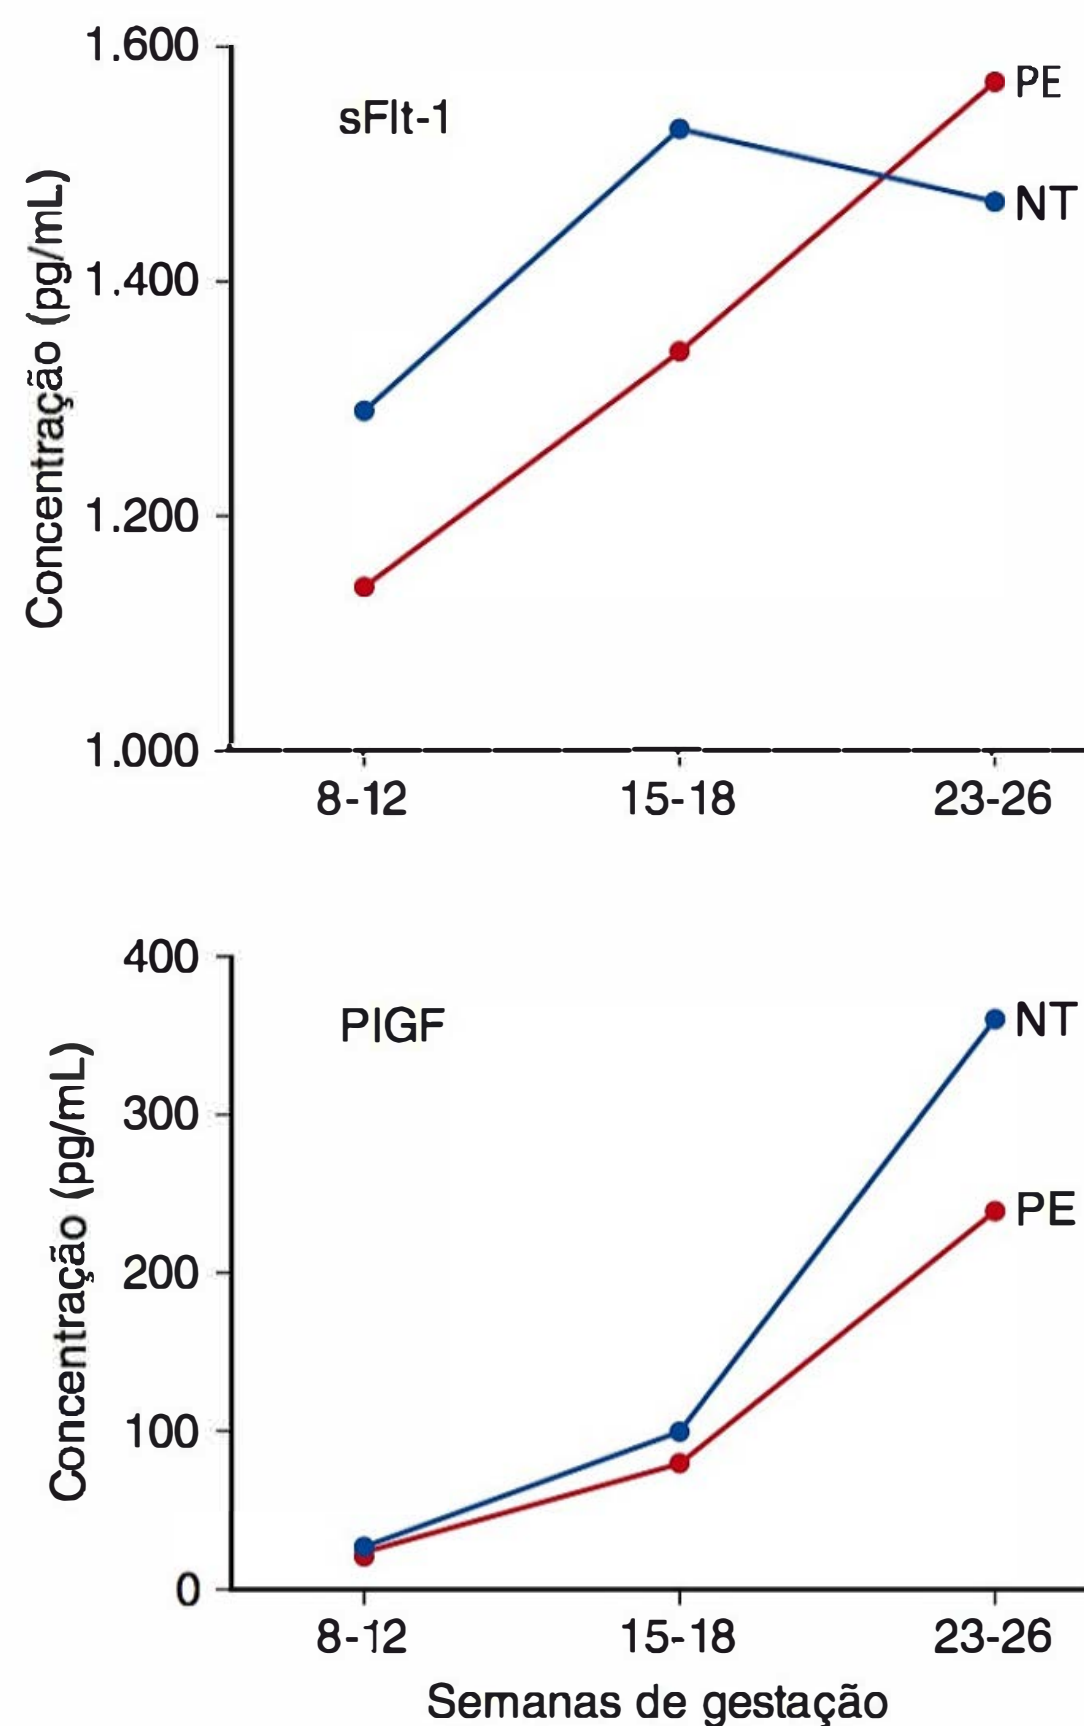 1.600
sFlt-1
PE
NT
1.400
1.200
1.000
Concentração (pg/mL)
8-12 15-18 23-26
400
PIGF
NT
300
PE
200
100
0
Concentração (pg/mL)
8-12 15-18 23-26
Semanas de gestação